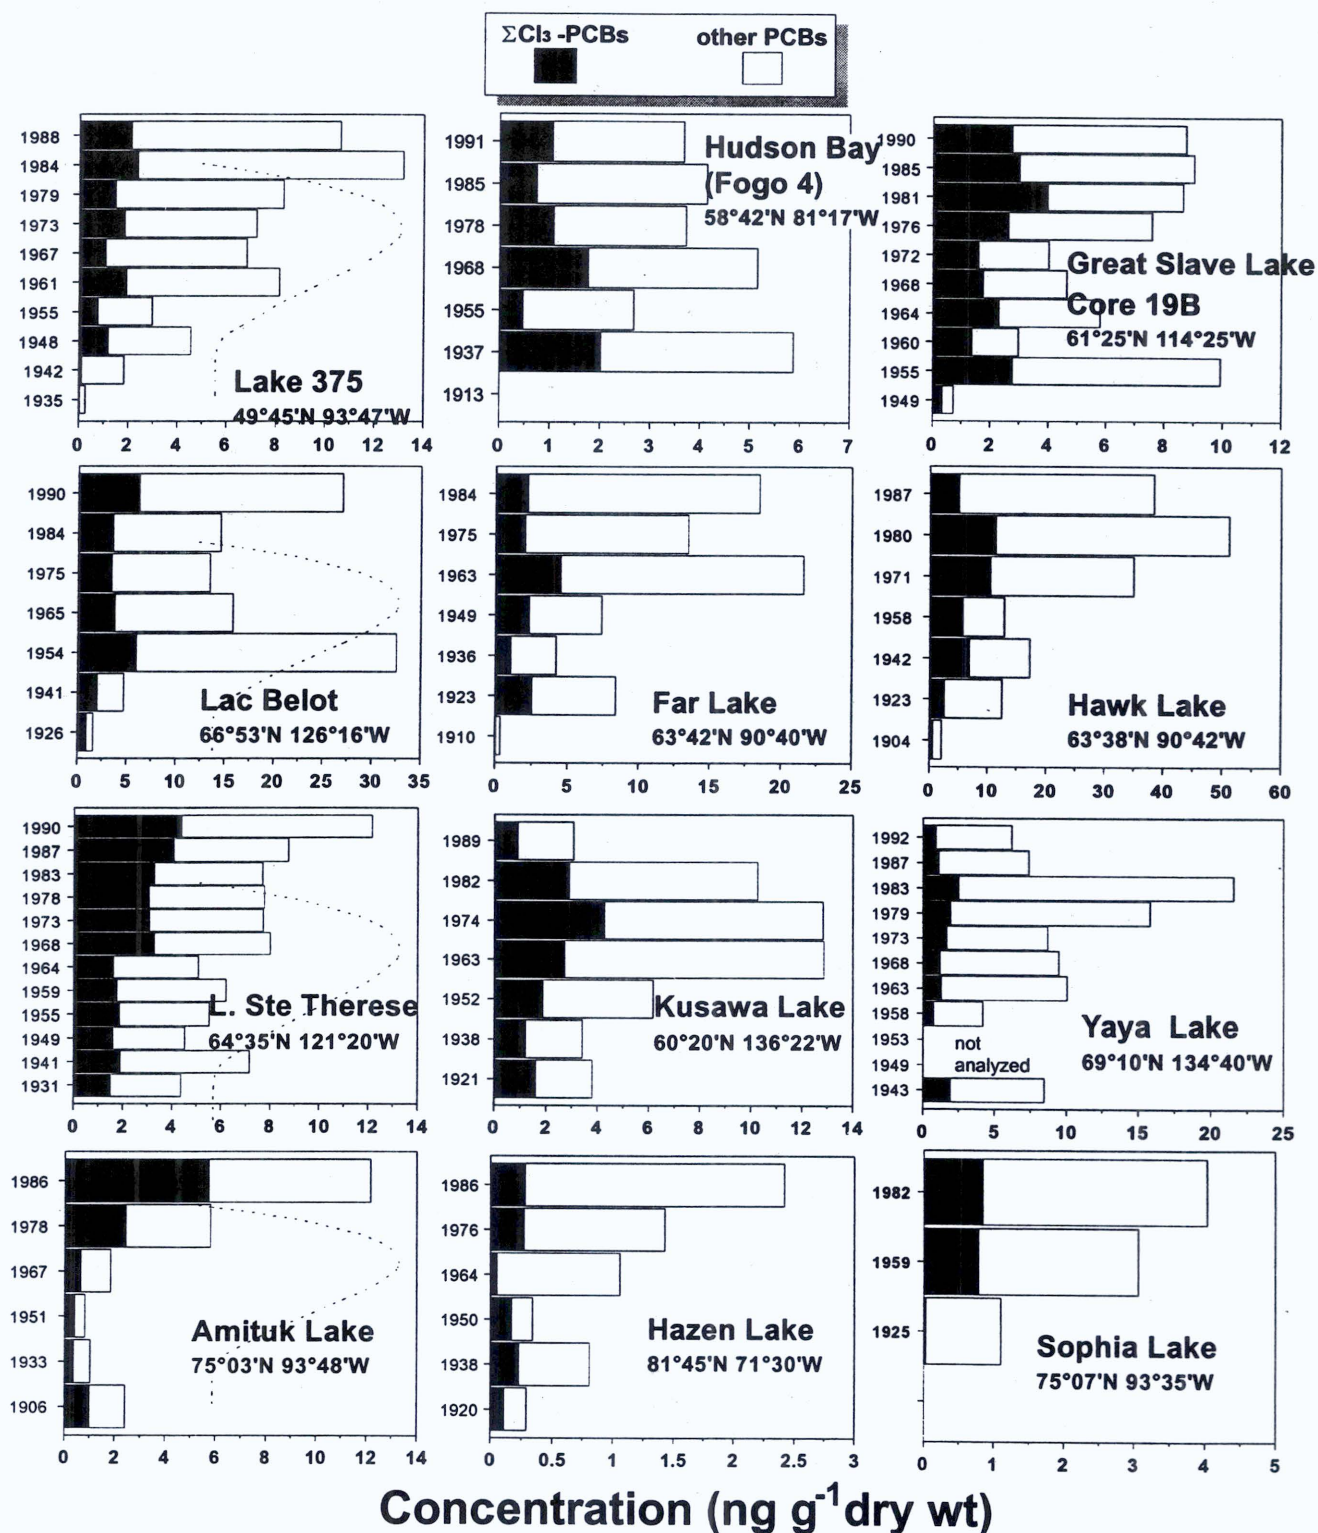 ΣCl₃ -PCBs other PCBs
1988
1984
1979
1973
1967
1961
1955
1948
1942
1935
Lake 375
49°45'N 93°47'W
0 2 4 6 8 10 12 14
1991
1985
1978
1968
1955
1937
1913
Hudson Bay
(Fogo 4)
58°42'N 81°17'W
0 1 2 3 4 5 6 7
1990
1985
1981
1976
1972
1968
1964
1960
1955
1949
Great Slave Lake
Core 19B
61°25'N 114°25'W
0 2 4 6 8 10 12
1990
1984
1975
1965
1954
1941
1926
Lac Belot
66°53'N 126°16'W
0 5 10 15 20 25 30 35
1984
1975
1963
1949
1936
1923
1910
Far Lake
63°42'N 90°40'W
0 5 10 15 20 25
1987
1980
1971
1958
1942
1923
1904
Hawk Lake
63°38'N 90°42'W
0 10 20 30 40 50 60
1990
1987
1983
1978
1973
1968
1964
1959
1955
1949
1941
1931
L. Ste Therese
64°35'N 121°20'W
0 2 4 6 8 10 12 14
1989
1982
1974
1963
1952
1938
1921
Kusawa Lake
60°20'N 136°22'W
0 2 4 6 8 10 12 14
1992
1987
1983
1979
1973
1968
1963
1958
1953
1949
1943
not
analyzed
Yaya Lake
69°10'N 134°40'W
0 5 10 15 20 25
1986
1978
1967
1951
1933
1906
Amituk Lake
75°03'N 93°48'W
0 2 4 6 8 10 12 14
1986
1976
1964
1950
1938
1920
Hazen Lake
81°45'N 71°30'W
0 0.5 1 1.5 2 2.5 3
1982
1959
1925
Sophia Lake
75°07'N 93°35'W
0 1 2 3 4 5
Concentration (ng g⁻¹dry wt)